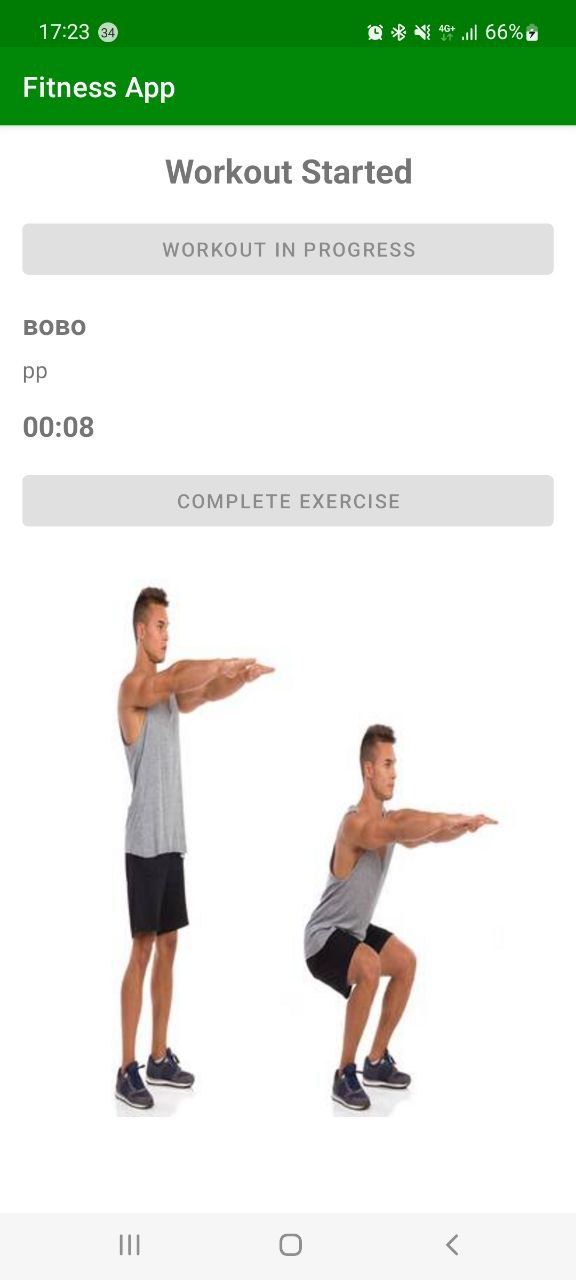 17:23 34 4G+ 66%
Fitness App
Workout Started
WORKOUT IN PROGRESS
BOBO
pp
00:08
COMPLETE EXERCISE